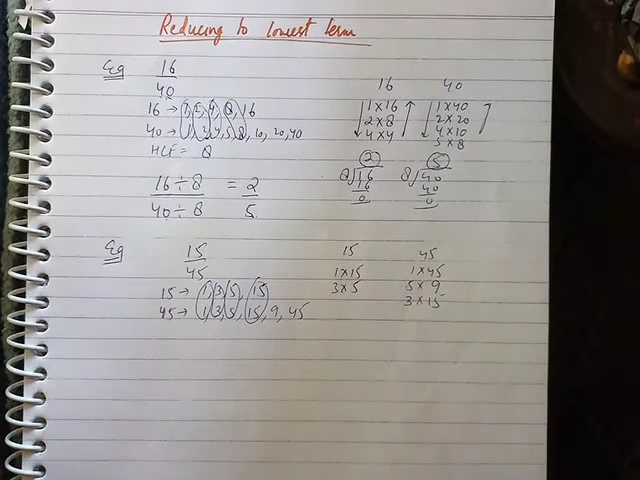 Reducing to lowest term
Eg 16/40
16 40
16 → 1, 2, 4, 8, 16
1 x 16 1 x 40
40 → 1, 2, 4, 5, 8, 10, 20, 40
2 x 8 2 x 20
4 x 4 4 x 10
HCF = 8
5 x 8
16 ÷ 8 / 40 ÷ 8 = 2/5
2 5
8 16 8 40
16 40
0 0
Eg 15/45
15 45
1 x 15 1 x 45
15 → 1, 3, 5, 15
3 x 5 5 x 9
45 → 1, 3, 5, 15, 9, 45
3 x 15